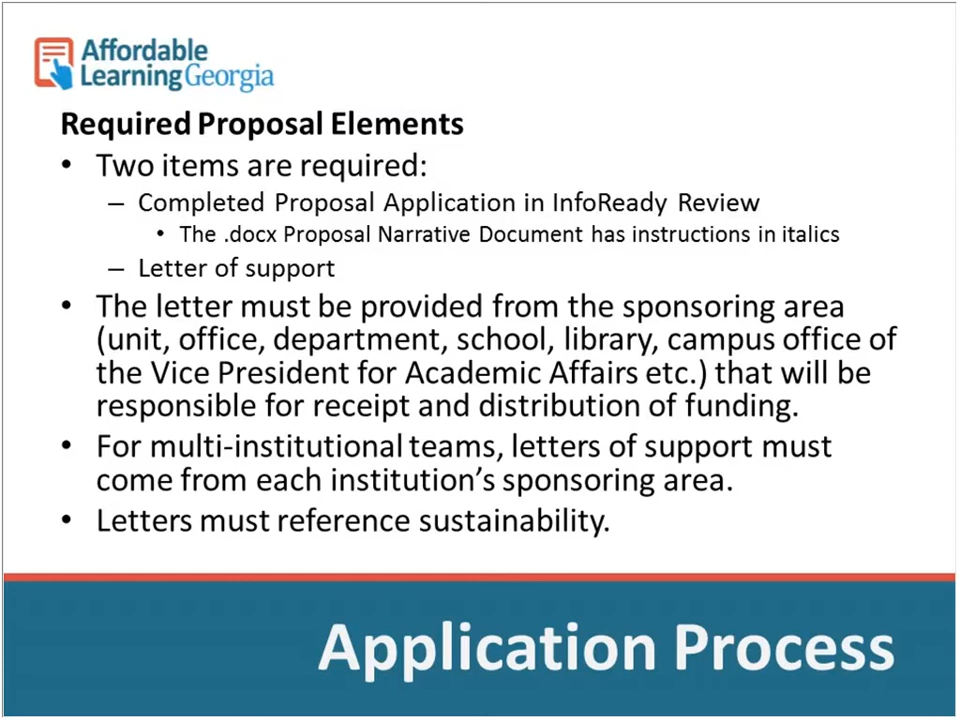 Affordable
Learning Georgia
Required Proposal Elements
• Two items are required:
– Completed Proposal Application in InfoReady Review
• The .docx Proposal Narrative Document has instructions in italics
– Letter of support
• The letter must be provided from the sponsoring area
(unit, office, department, school, library, campus office of
the Vice President for Academic Affairs etc.) that will be
responsible for receipt and distribution of funding.
• For multi-institutional teams, letters of support must
come from each institution’s sponsoring area.
• Letters must reference sustainability.
Application Process